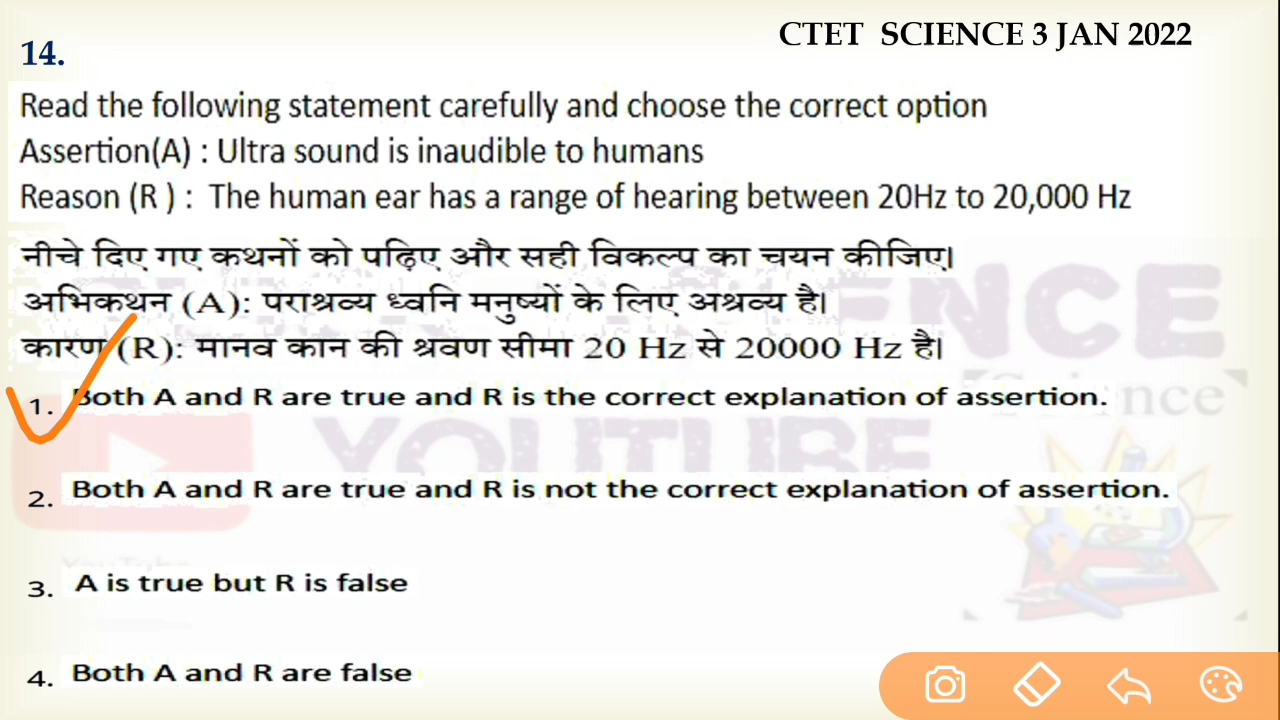 CTET SCIENCE 3 JAN 2022
14.
Read the following statement carefully and choose the correct option
Assertion(A) : Ultra sound is inaudible to humans
Reason (R ) : The human ear has a range of hearing between 20Hz to 20,000 Hz
नीचे दिए गए कथनों को पढ़िए और सही विकल्प का चयन कीजिए।
अभिकथन (A): पराश्रव्य ध्वनि मनुष्यों के लिए अश्रव्य है।
कारण (R): मानव कान की श्रवण सीमा 20 Hz से 20000 Hz है।
1. Both A and R are true and R is the correct explanation of assertion.
2. Both A and R are true and R is not the correct explanation of assertion.
3. A is true but R is false
4. Both A and R are false
YOUTUBE
Science
YouTube